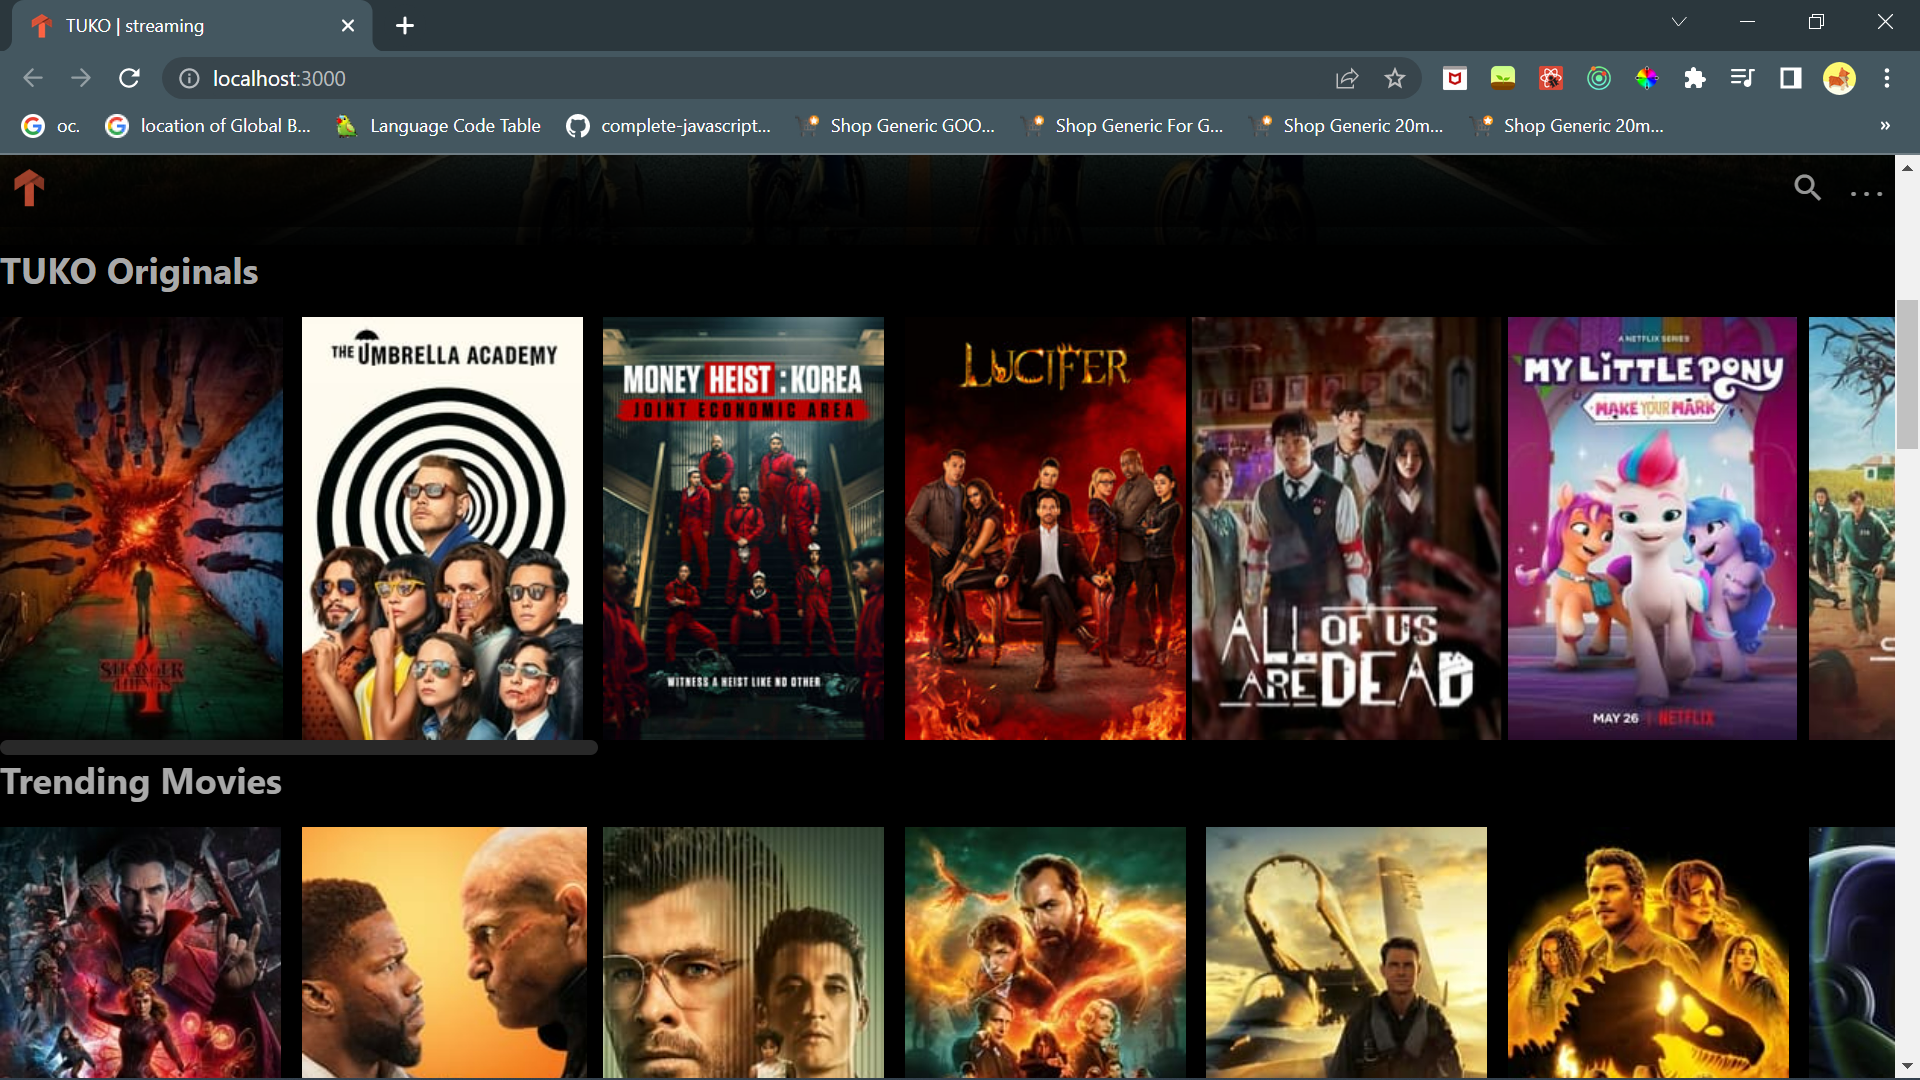 TUKO | streaming
localhost:3000
oc.
location of Global B...
Language Code Table
complete-javascript...
Shop Generic GOO...
Shop Generic For G...
Shop Generic 20m...
Shop Generic 20m...
»
TUKO Originals
STRANGER
THINGS
4
THE UMBRELLA ACADEMY
MONEY HEIST : KOREA
JOINT ECONOMIC AREA
WITNESS A HEIST LIKE NO OTHER
LUCIFER
ALL OF US
ARE DEAD
A NETFLIX SERIES
MY LITTLE PONY
MAKE YOUR MARK
MAY 26 | NETFLIX
Trending Movies